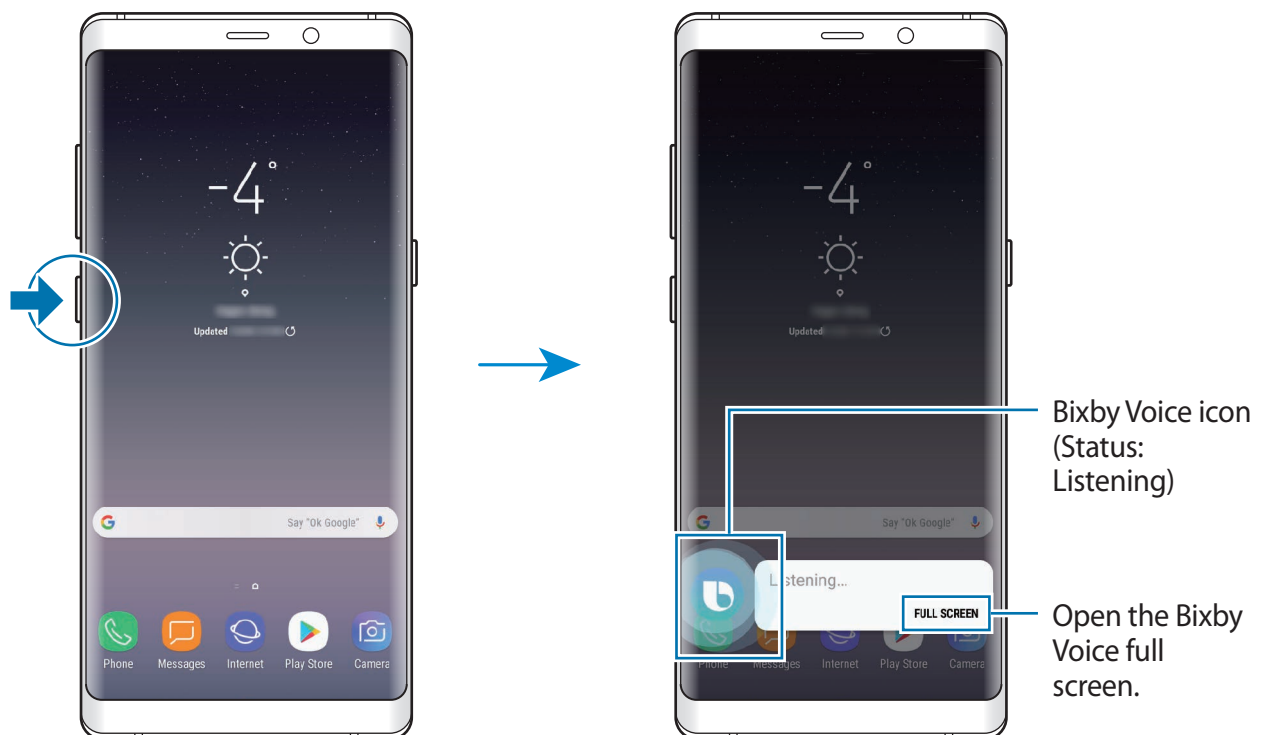 -4°
Updated
Say "Ok Google"
Phone
Messages
Internet
Play Store
Camera
-4°
Updated
Say "Ok Google"
Listening...
FULL SCREEN
Phone
Messages
Internet
Play Store
Camera
Bixby Voice icon
(Status:
Listening)
Open the Bixby
Voice full
screen.